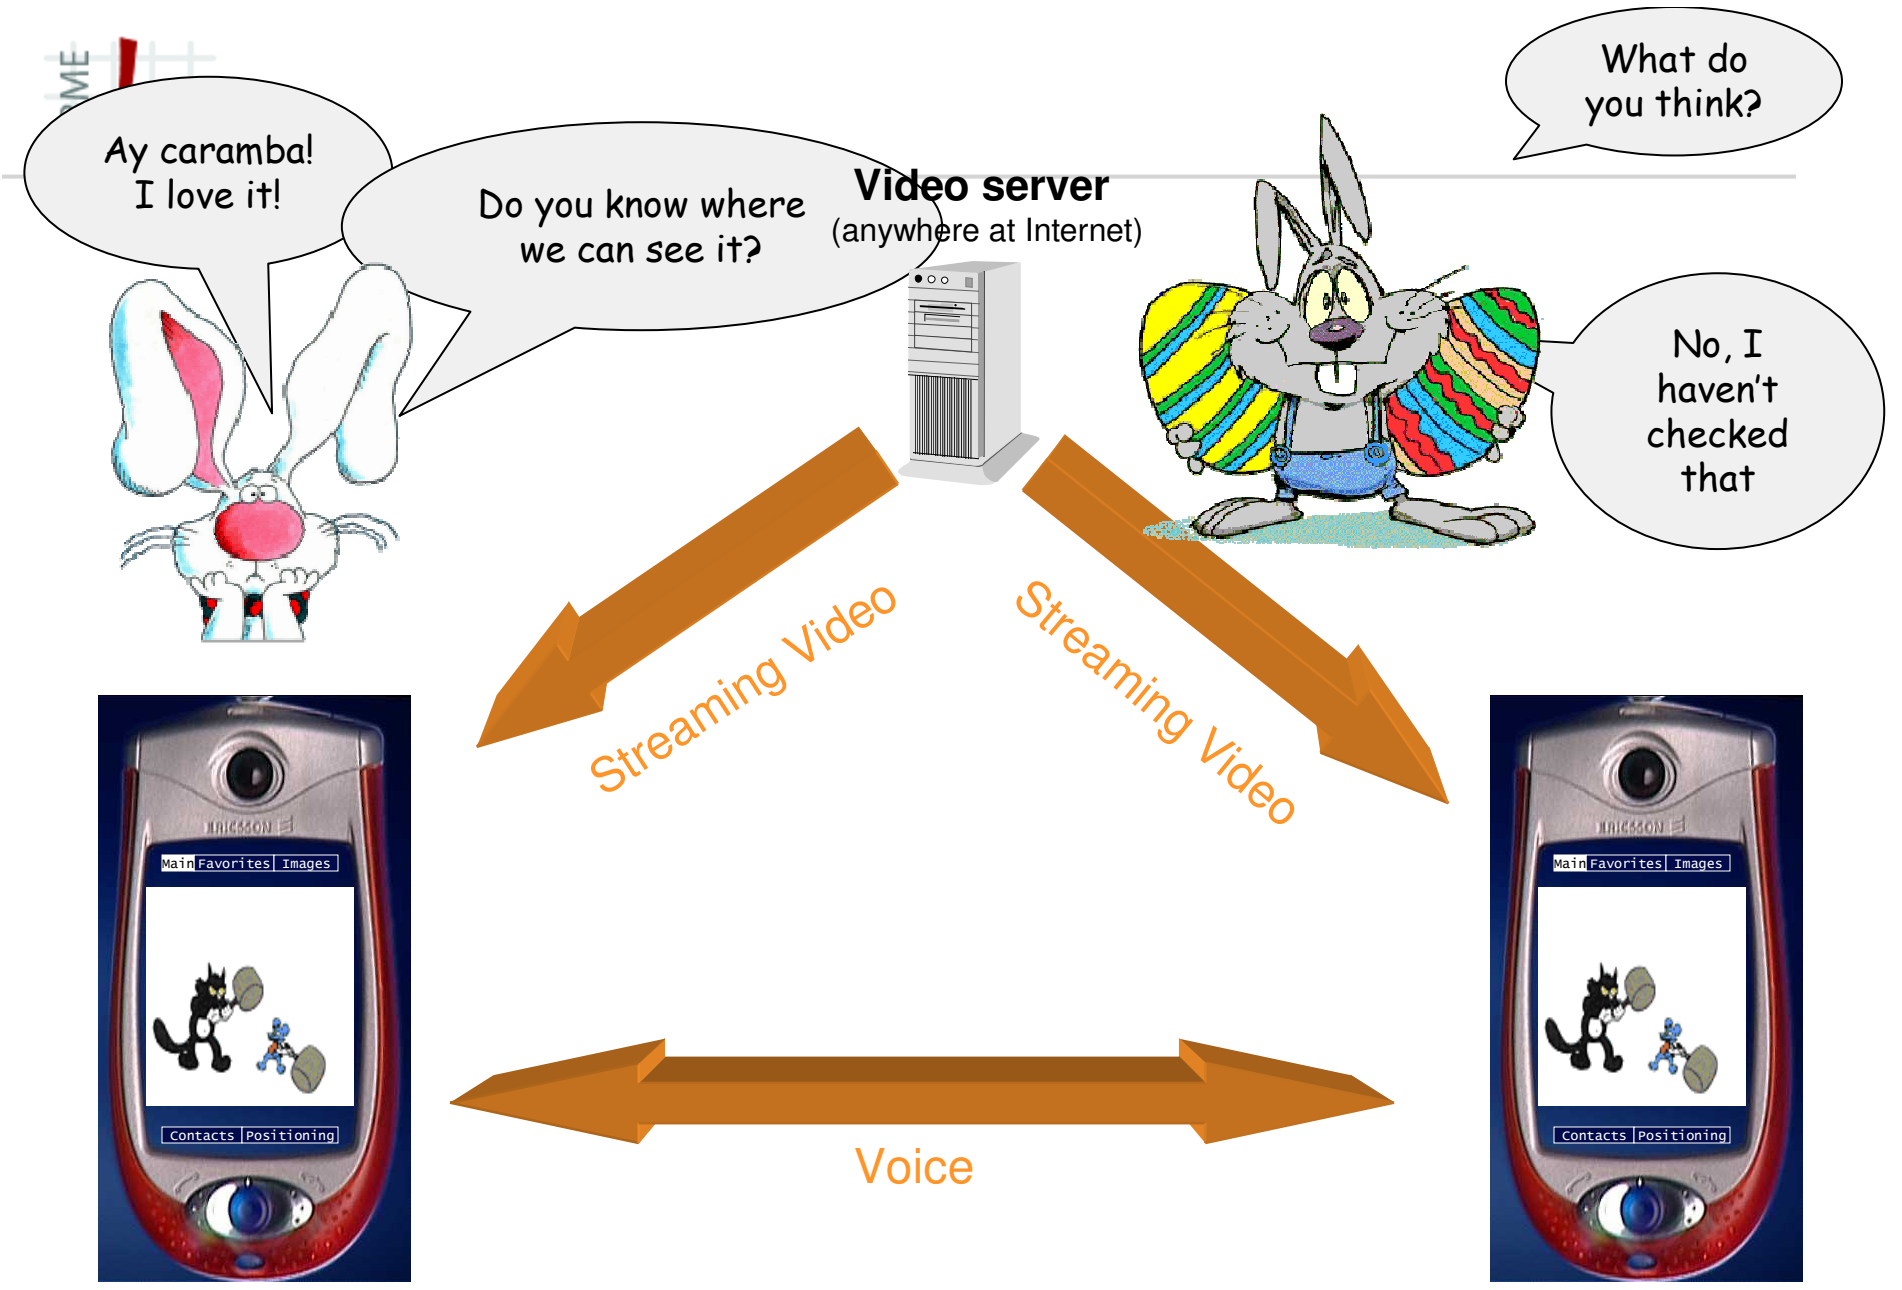 What do
you think?
Ay caramba!
I love it!
Do you know where
we can see it?
Video server
(anywhere at Internet)
No, I
haven't
checked
that
Streaming Video
Streaming Video
ERICSSON
Main Favorites Images
Contacts Positioning
ERICSSON
Main Favorites Images
Contacts Positioning
Voice